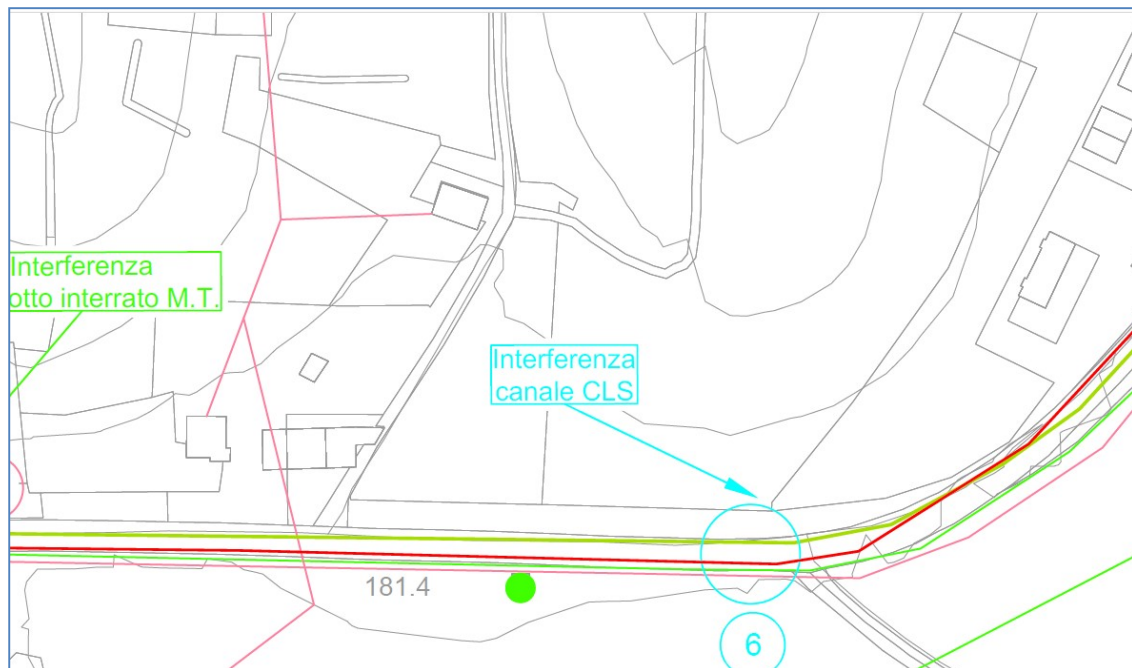 Interferenza
otto interrato M.T.
Interferenza
canale CLS
181.4
6